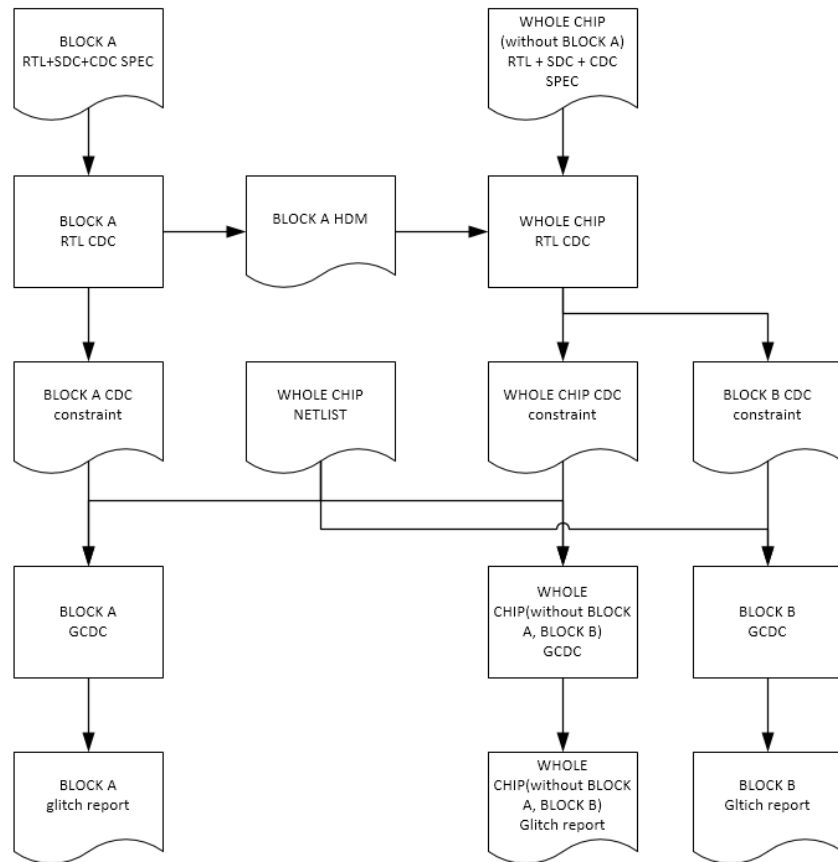 BLOCK A
RTL+SDC+CDC SPEC
WHOLE CHIP
(without BLOCK A)
RTL + SDC + CDC
SPEC
BLOCK A
RTL CDC
BLOCK A HDM
WHOLE CHIP
RTL CDC
BLOCK A CDC
constraint
WHOLE CHIP
NETLIST
WHOLE CHIP CDC
constraint
BLOCK B CDC
constraint
BLOCK A
GCDC
WHOLE
CHIP(without BLOCK
A, BLOCK B)
GCDC
BLOCK B
GCDC
BLOCK A
glitch report
WHOLE
CHIP(without BLOCK
A, BLOCK B)
Glitch report
BLOCK B
Gltich report